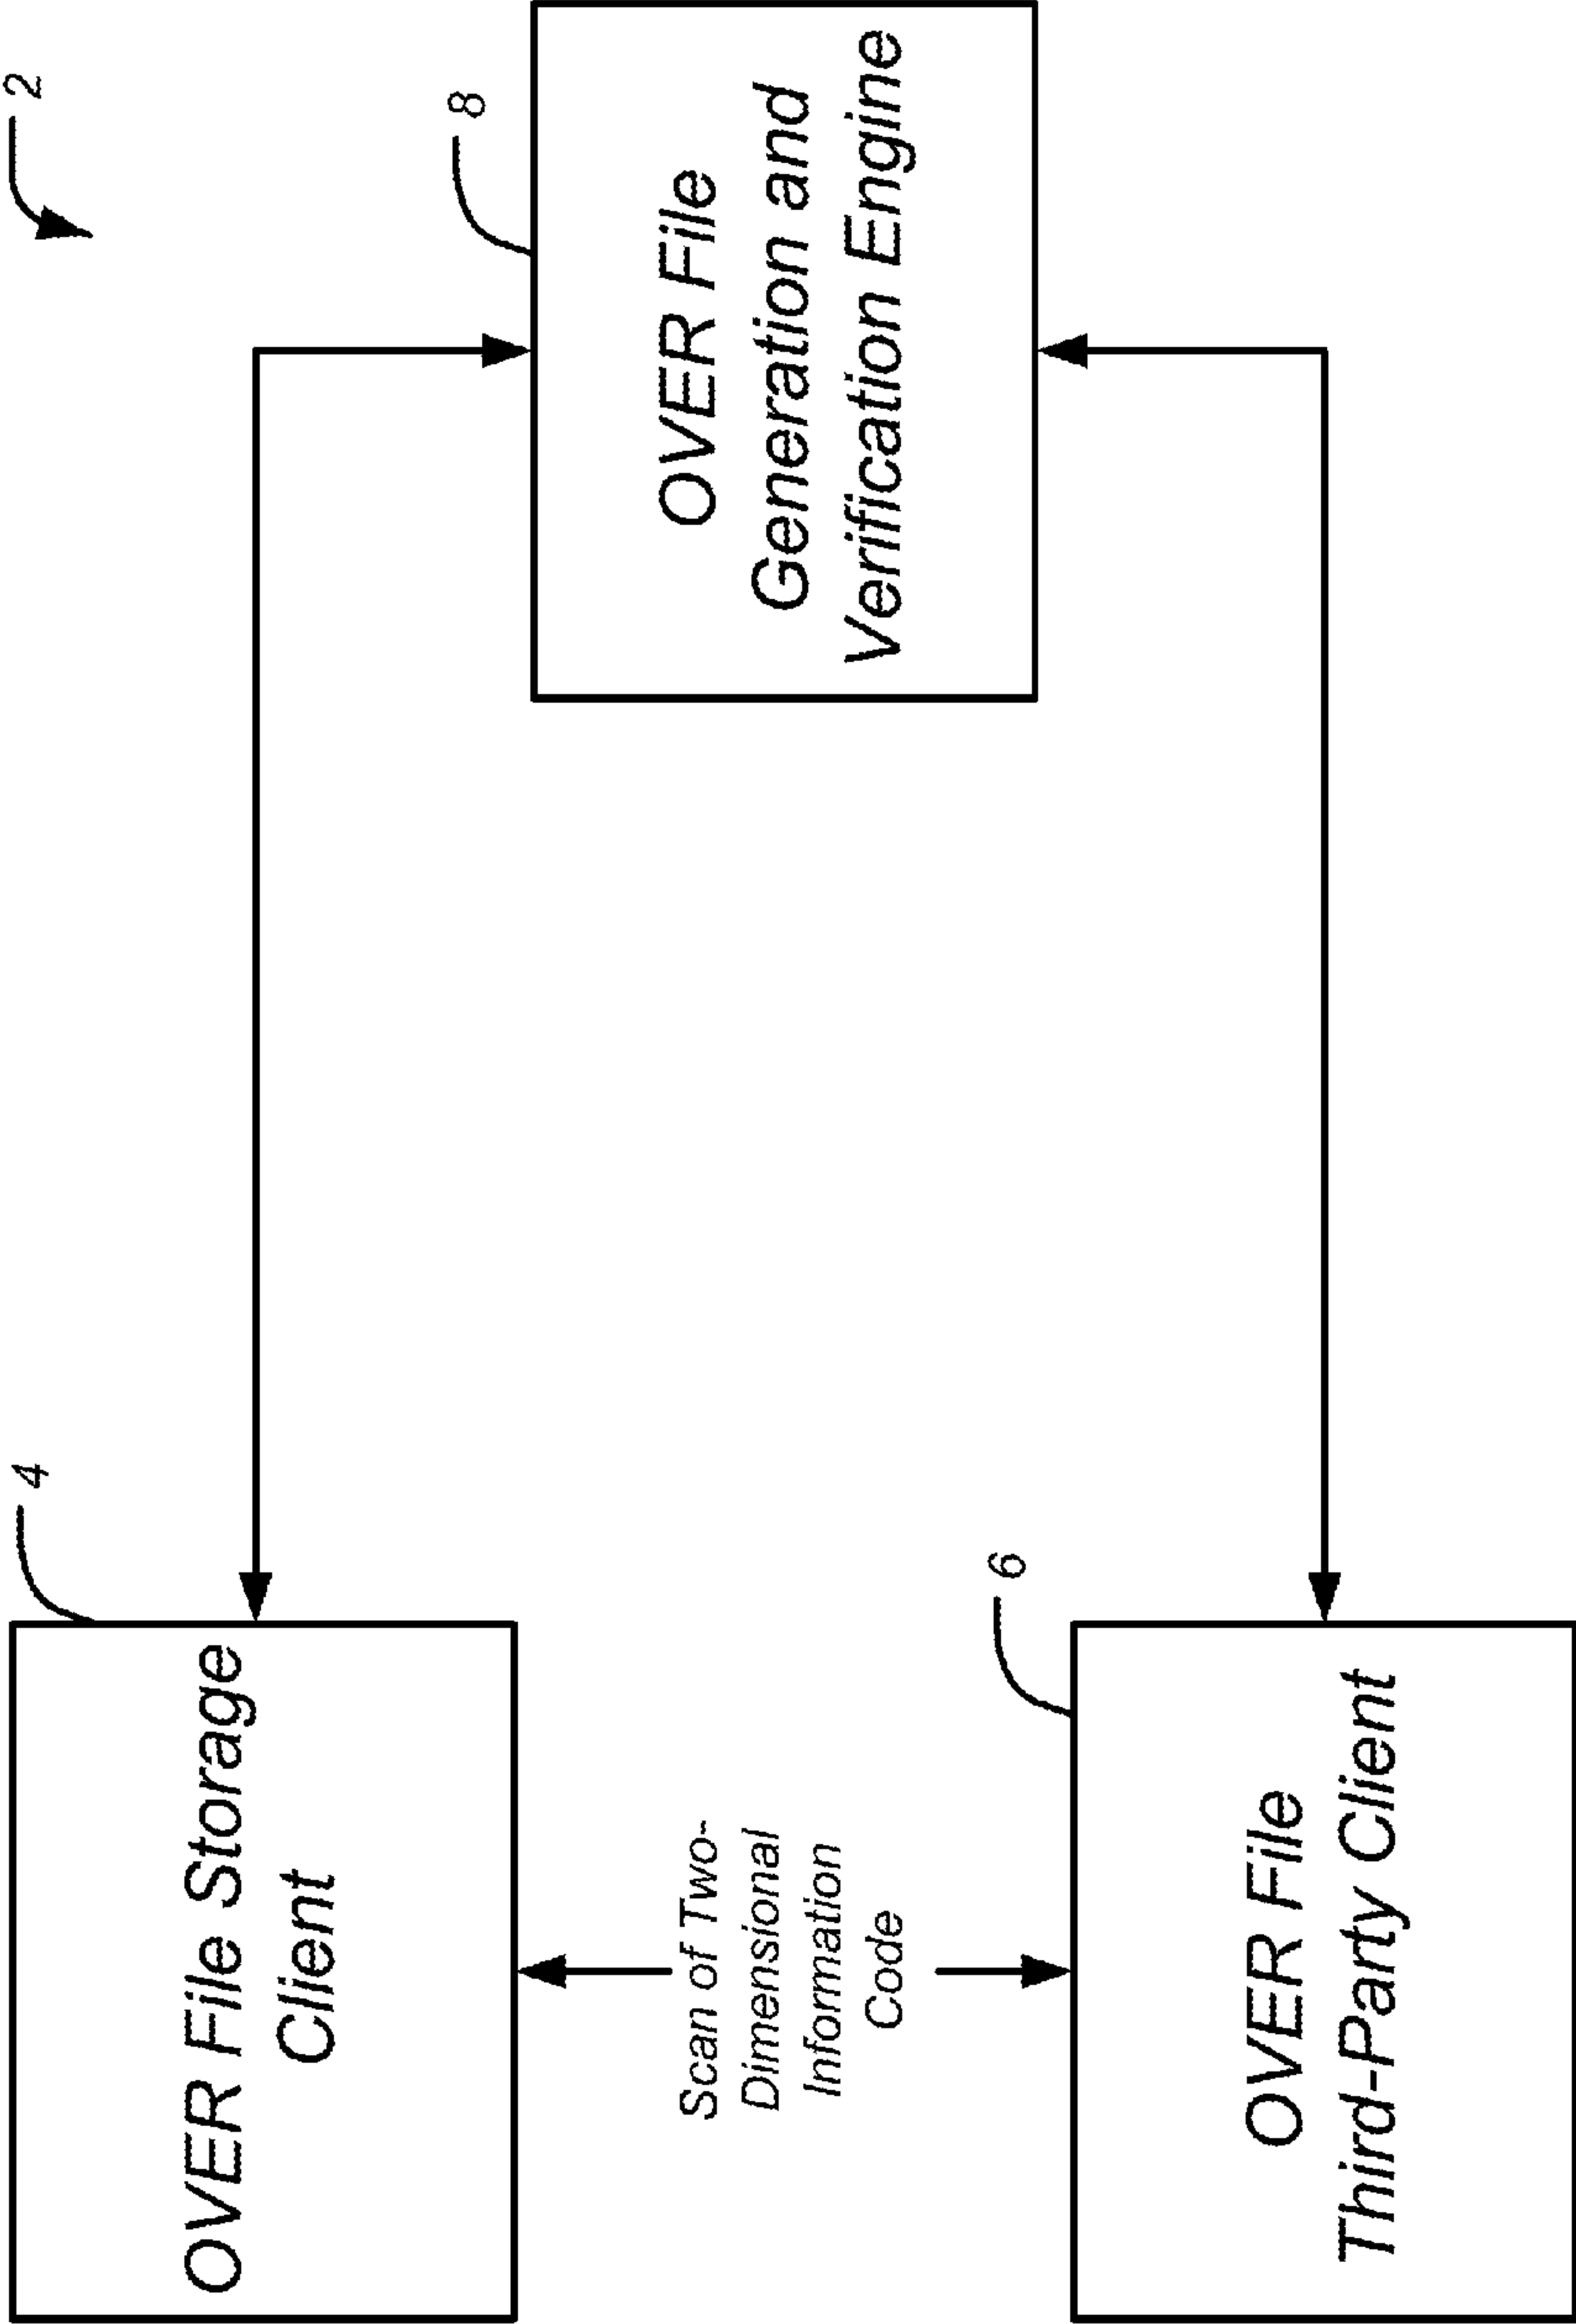 2
4
OVER File Storage
Client
8
OVER File
Generation and
Verification Engine
Scan of Two-
Dimensional
Information
Code
6
OVER File
Third-Party Client